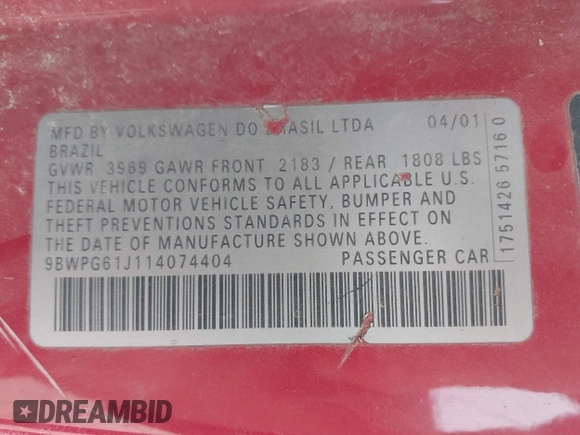 MFD BY VOLKSWAGEN DO BRASIL LTDA 04/01
BRAZIL
GVWR 3969 GAWR FRONT 2183 / REAR 1808 LBS
THIS VEHICLE CONFORMS TO ALL APPLICABLE U.S.
FEDERAL MOTOR VEHICLE SAFETY, BUMPER AND
THEFT PREVENTIONS STANDARDS IN EFFECT ON
THE DATE OF MANUFACTURE SHOWN ABOVE.
9BWPG61J114074404 PASSENGER CAR
1751426 57160
DREAMBID